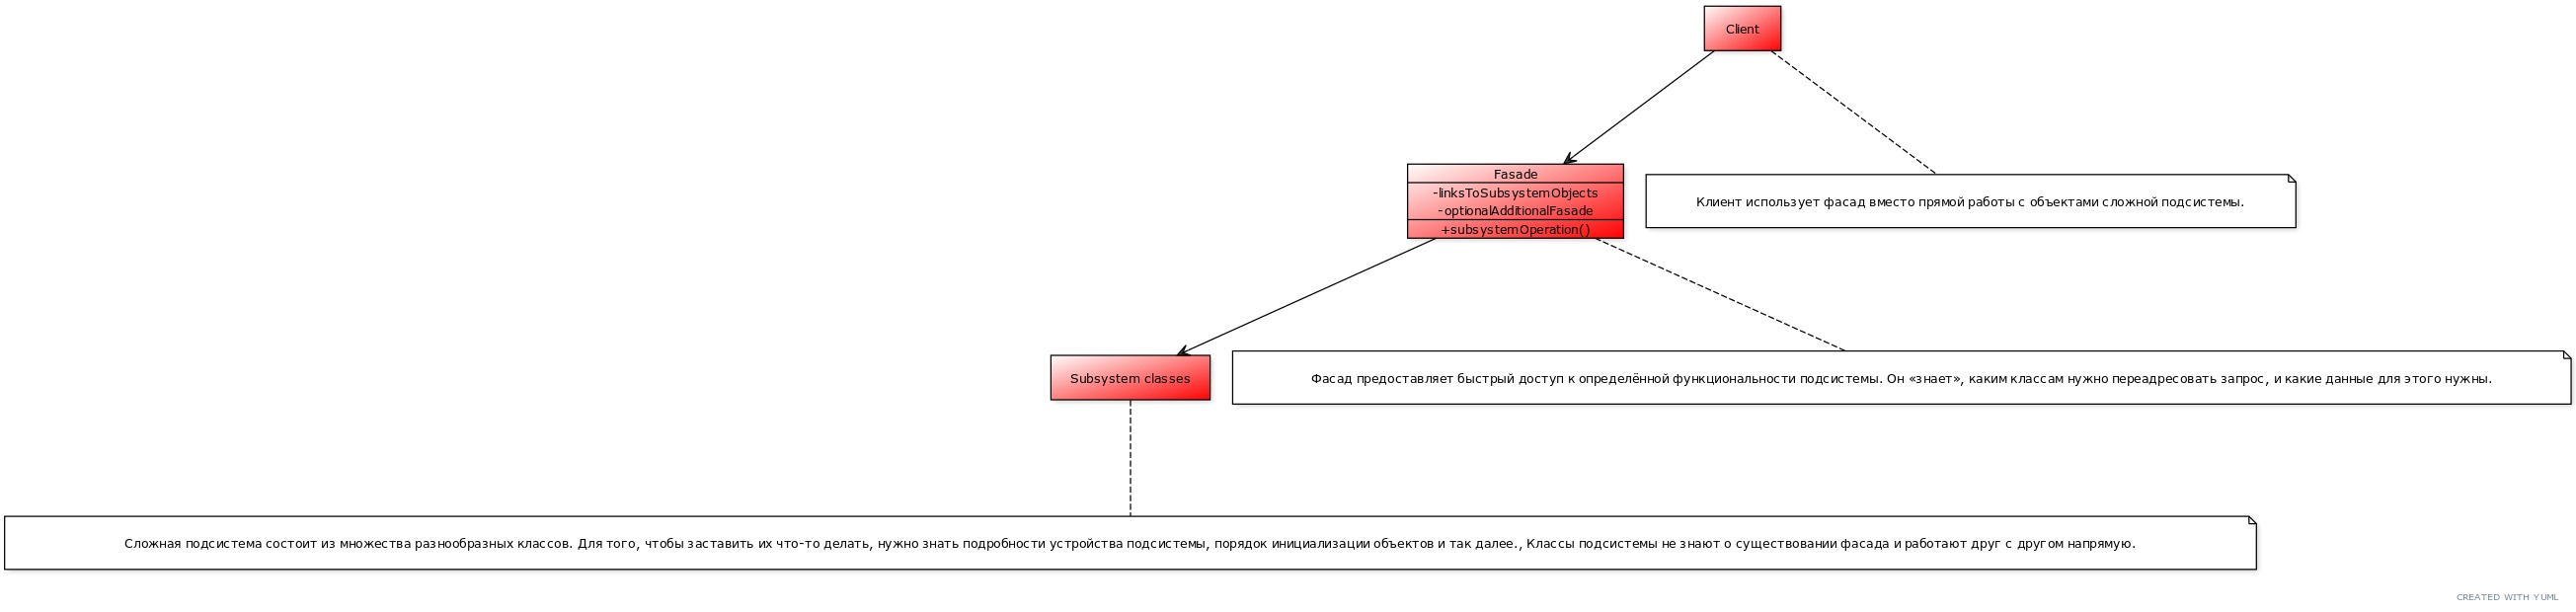 Client
Fasade
-linksToSubsystemObjects
-optionalAdditionalFasade
+subsystemOperation()
Клиент использует фасад вместо прямой работы с объектами сложной подсистемы.
Subsystem classes
Фасад предоставляет быстрый доступ к определённой функциональности подсистемы. Он «знает», каким классам нужно переадресовать запрос, и какие данные для этого нужны.
Сложная подсистема состоит из множества разнообразных классов. Для того, чтобы заставить их что-то делать, нужно знать подробности устройства подсистемы, порядок инициализации объектов и так далее., Классы подсистемы не знают о существовании фасада и работают друг с другом напрямую.
CREATED WITH YUML